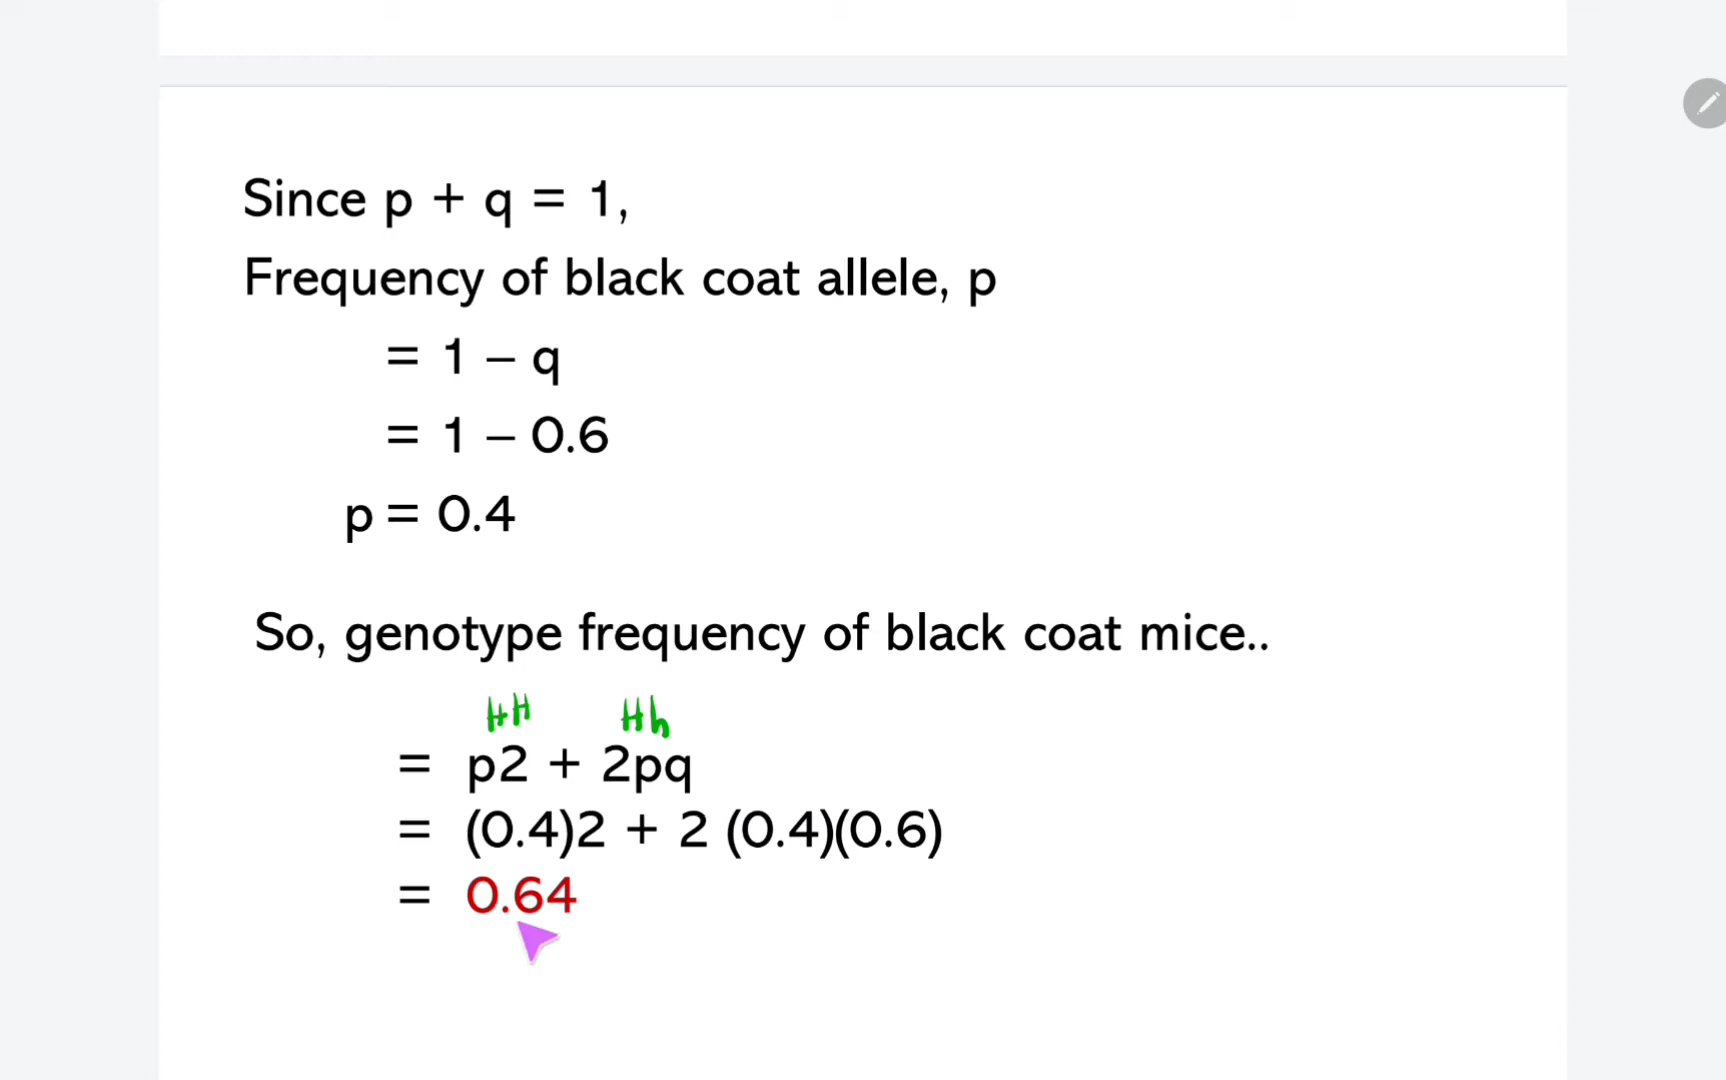 Since p + q = 1,
Frequency of black coat allele, p
= 1 – q
= 1 – 0.6
p = 0.4
So, genotype frequency of black coat mice..
HH Hh
= p2 + 2pq
= (0.4)2 + 2 (0.4)(0.6)
= 0.64